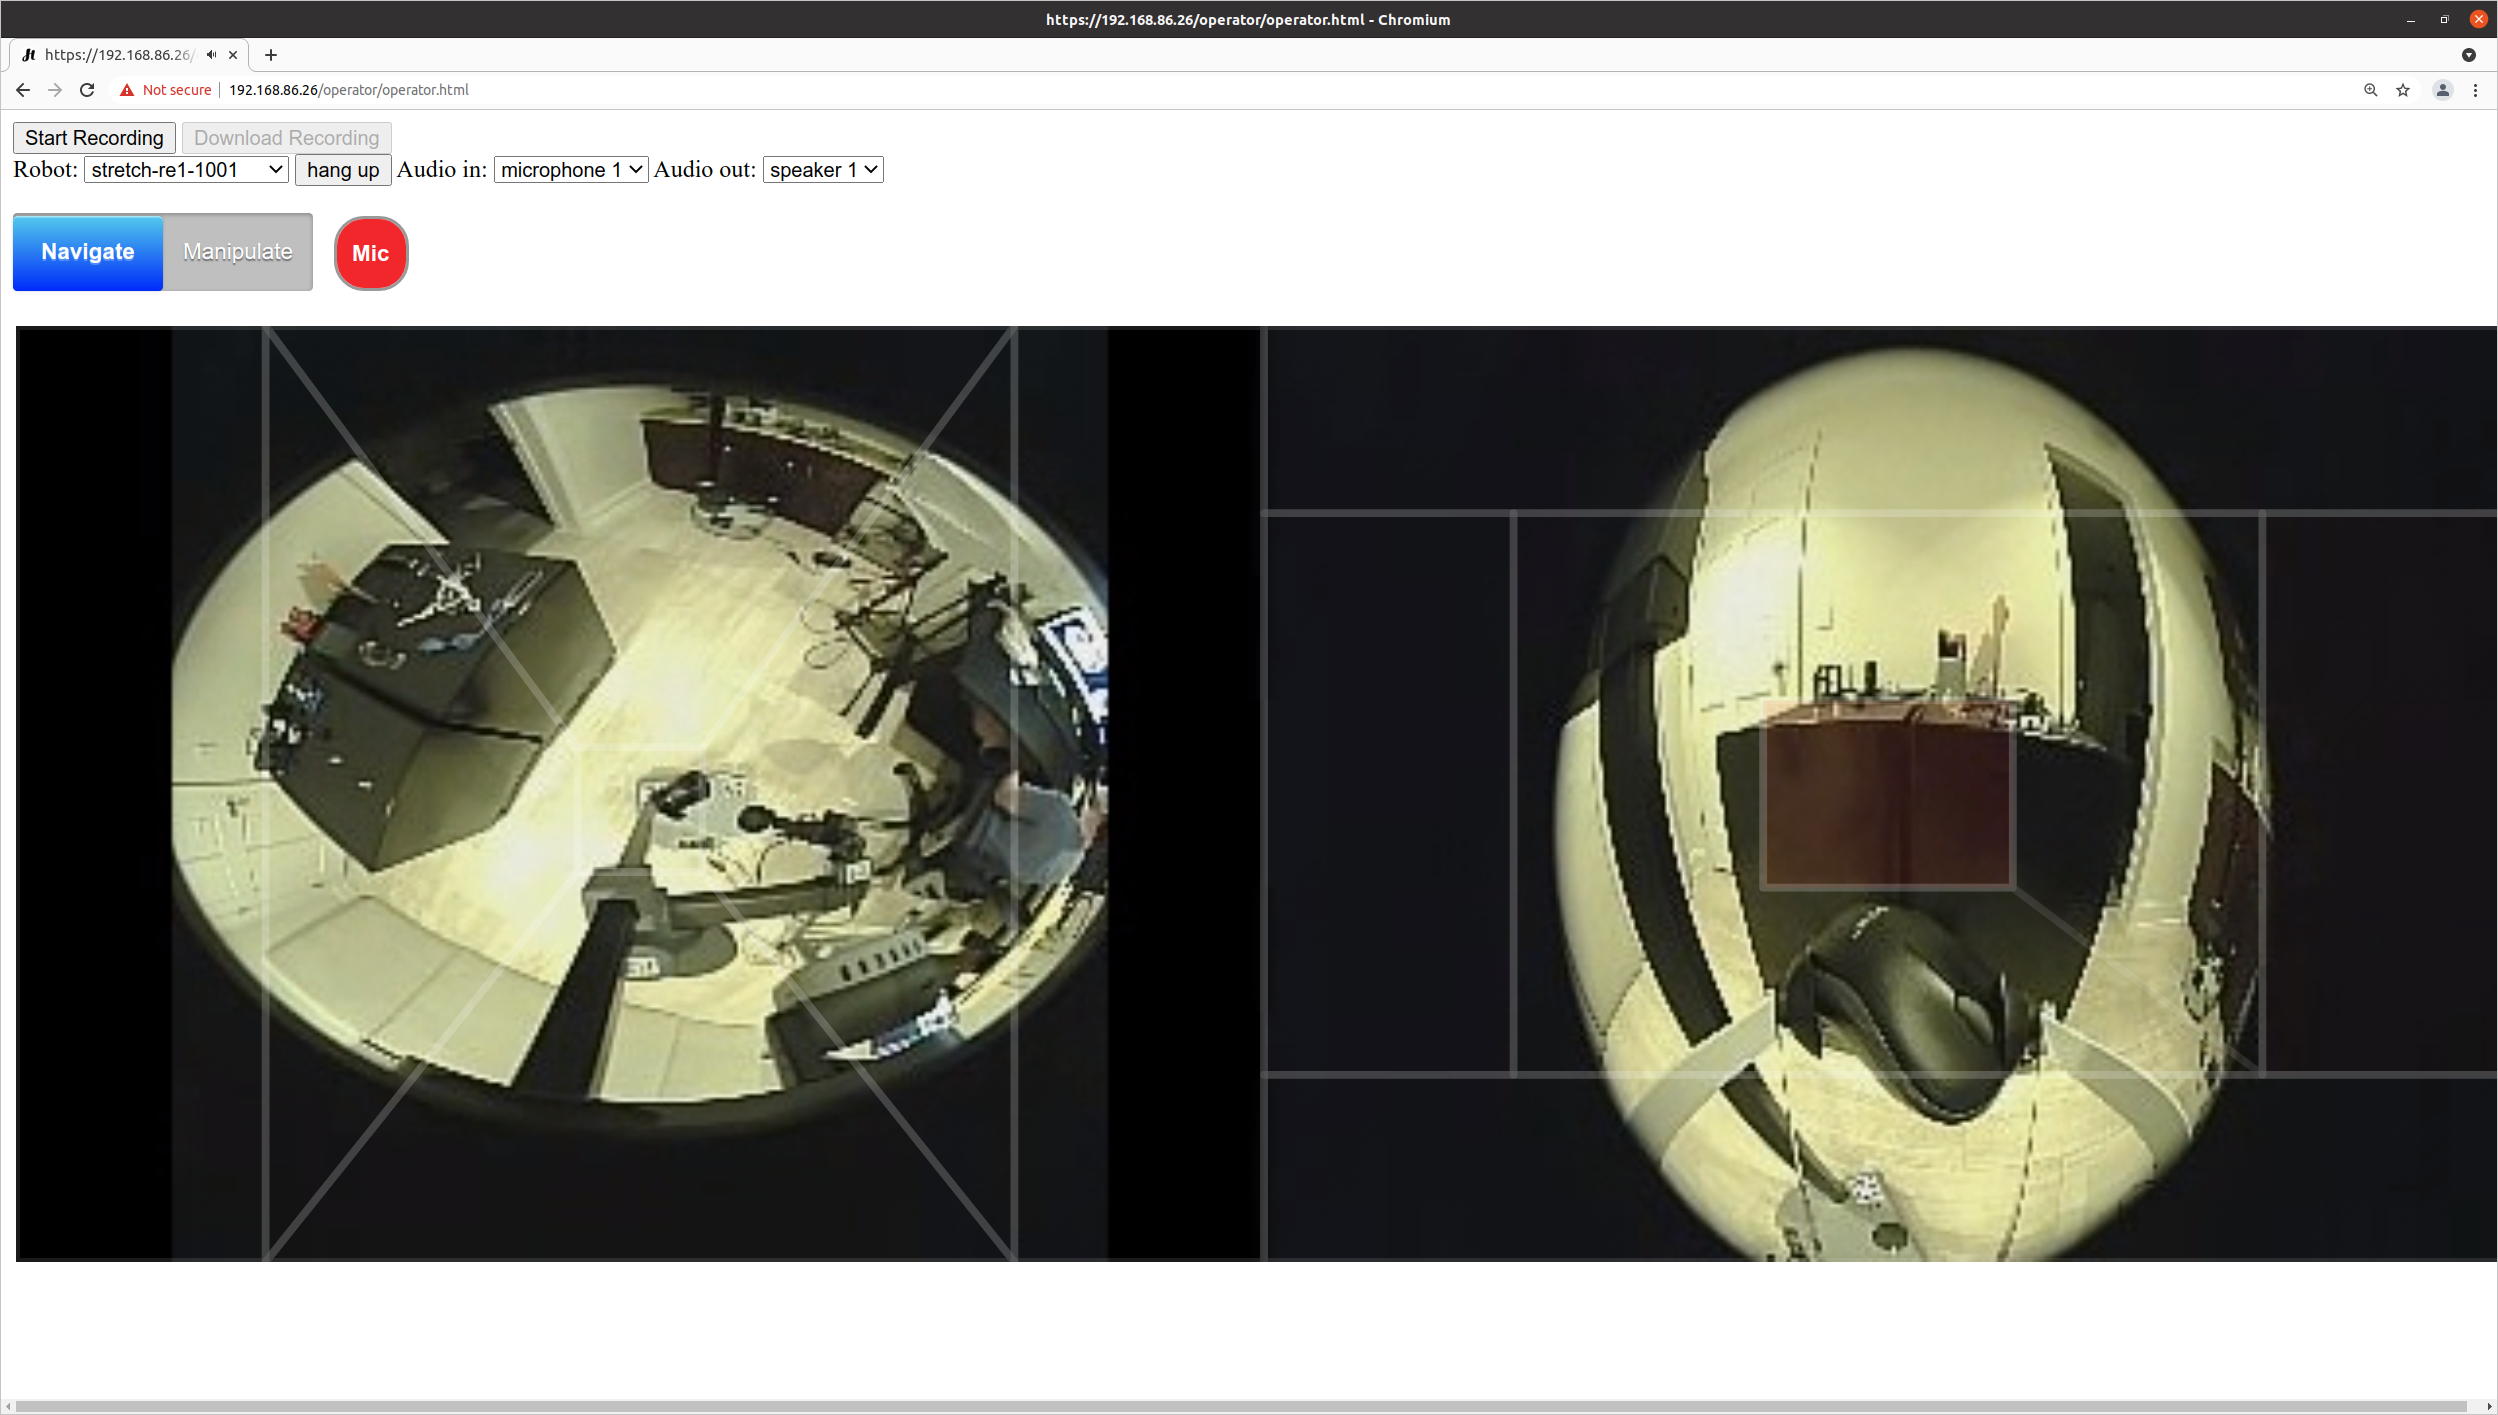 https://192.168.86.26/operator/operator.html - Chromium
https://192.168.86.26/
Not secure 192.168.86.26/operator/operator.html
Start Recording Download Recording
Robot: stretch-re1-1001 hang up Audio in: microphone 1 Audio out: speaker 1
Navigate Manipulate Mic